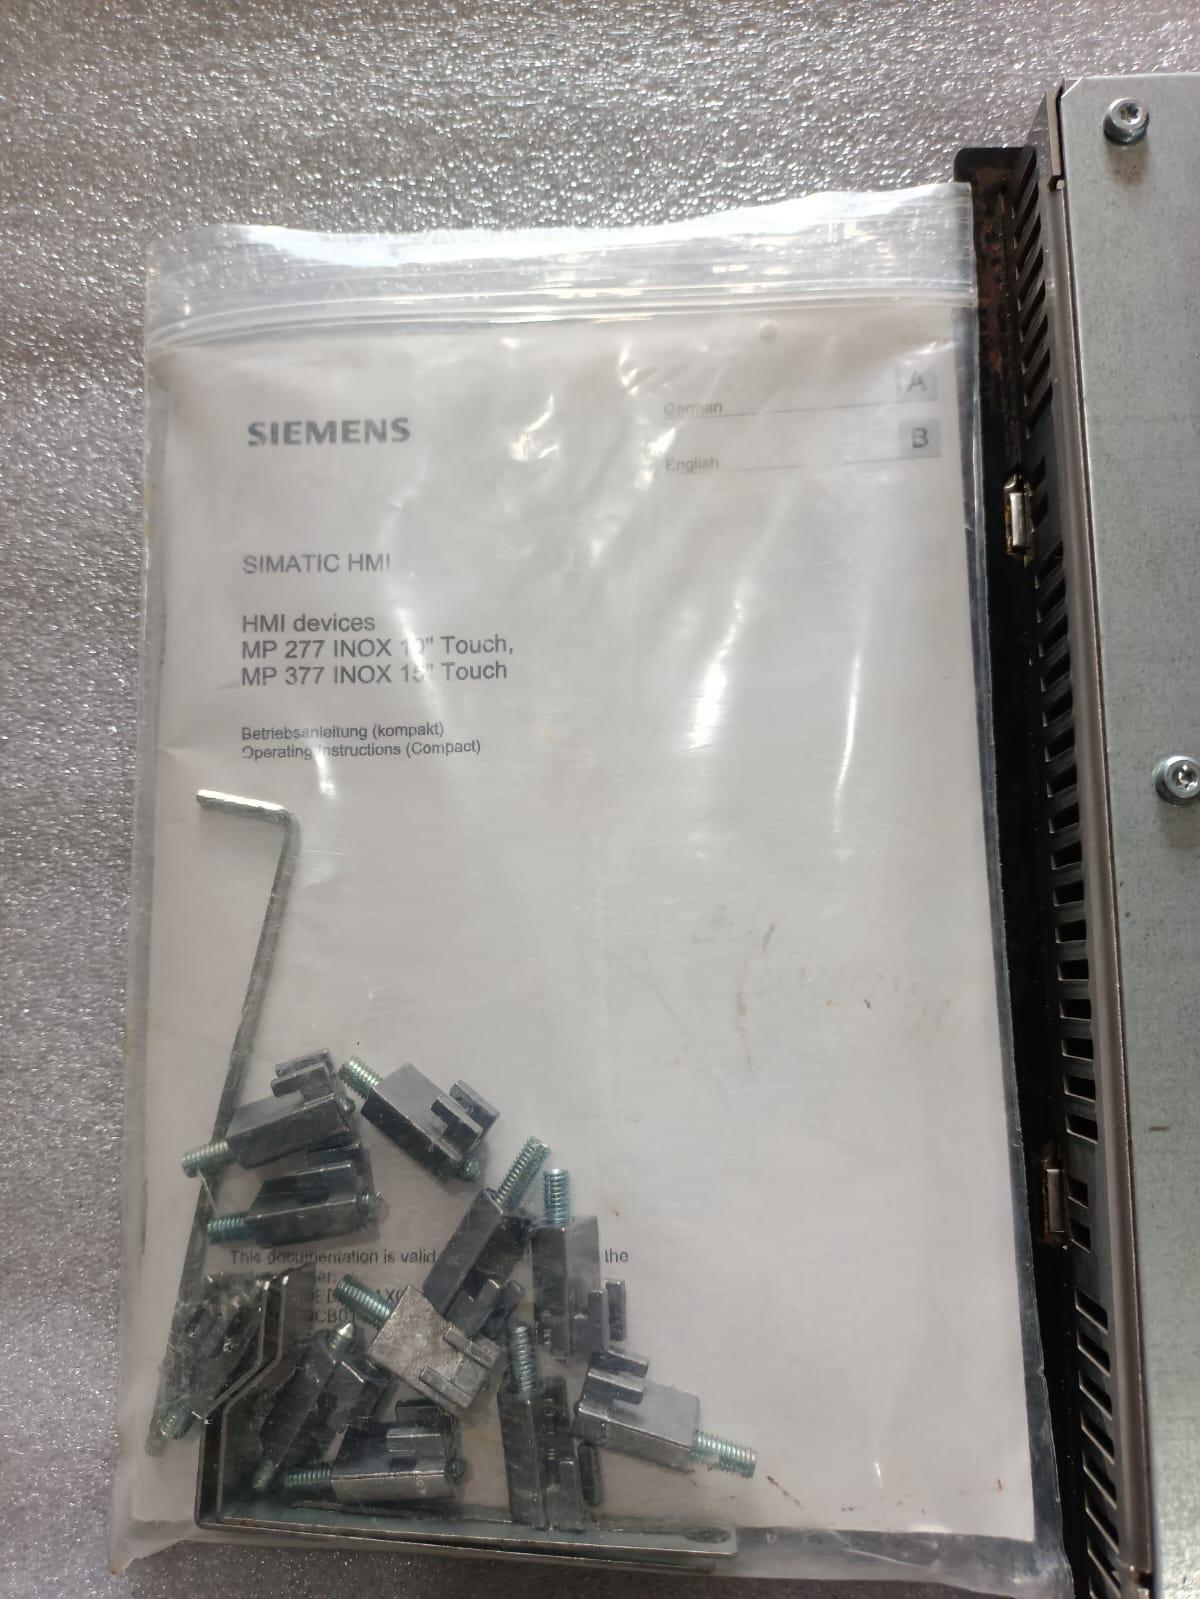 SIEMENS
German A
English B
SIMATIC HMI
HMI devices
MP 277 INOX 10" Touch,
MP 377 INOX 15" Touch
Betriebsanleitung (kompakt)
Operating Instructions (Compact)
This documentation is valid the